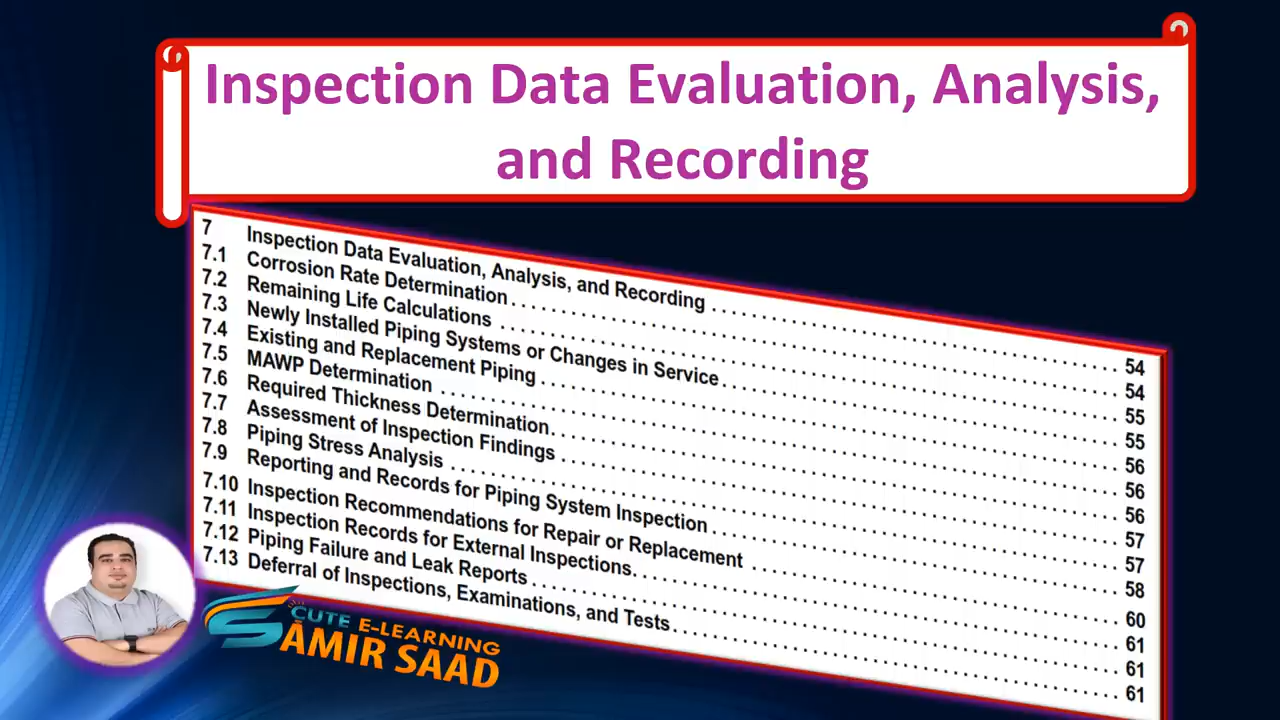 Inspection Data Evaluation, Analysis,
and Recording
7 Inspection Data Evaluation, Analysis, and Recording . . . . . . . . . . . . . . . . . . . . 54
7.1 Corrosion Rate Determination . . . . . . . . . . . . . . . . . . . . 54
7.2 Remaining Life Calculations . . . . . . . . . . . . . . . . . . . . 55
7.3 Newly Installed Piping Systems or Changes in Service . . . . . . . . . . . . . . . . . . . . 55
7.4 Existing and Replacement Piping . . . . . . . . . . . . . . . . . . . . 56
7.5 MAWP Determination . . . . . . . . . . . . . . . . . . . . 56
7.6 Required Thickness Determination . . . . . . . . . . . . . . . . . . . . 56
7.7 Assessment of Inspection Findings . . . . . . . . . . . . . . . . . . . . 57
7.8 Piping Stress Analysis . . . . . . . . . . . . . . . . . . . . 57
7.9 Reporting and Records for Piping System Inspection . . . . . . . . . . . . . . . . . . . . 58
7.10 Inspection Recommendations for Repair or Replacement . . . . . . . . . . . . . . . . . . . . 60
7.11 Inspection Records for External Inspections . . . . . . . . . . . . . . . . . . . . 61
7.12 Piping Failure and Leak Reports . . . . . . . . . . . . . . . . . . . . 61
7.13 Deferral of Inspections, Examinations, and Tests . . . . . . . . . . . . . . . . . . . . 61
CUTE E-LEARNING
AMIR SAAD